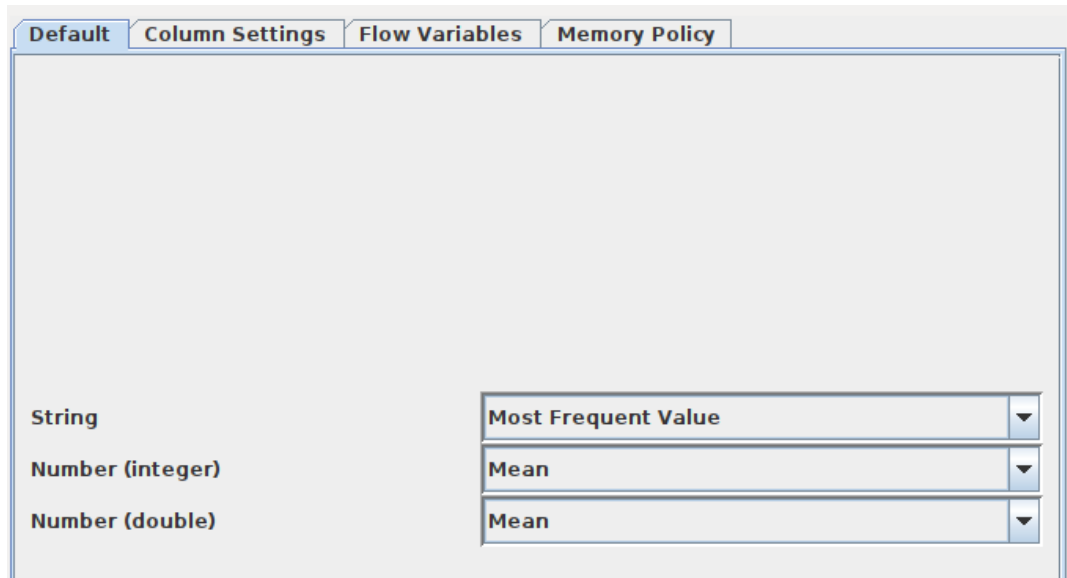 Default Column Settings Flow Variables Memory Policy
String Most Frequent Value
Number (integer) Mean
Number (double) Mean